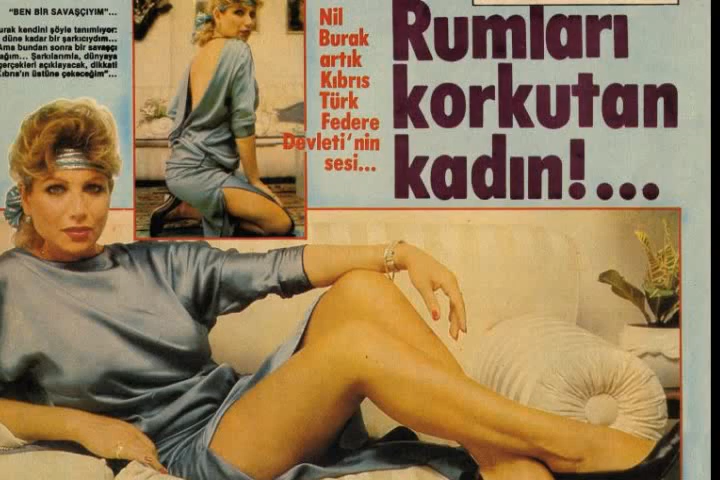 "BEN BİR SAVAŞÇIYIM"...
urak kendini şöyle tanımlıyor:
düne kadar bir şarkıcıydım...
Ama bundan sonra bir savaşçı
ağım... Şarkılarımla, dünyaya
gerçekleri açıklayacak, dikkati
Kıbrıs'ın üstüne çekeceğim"...
Nil
Burak
artık
Kıbrıs
Türk
Federe
Devleti'nin
sesi...
Rumları
korkutan
kadın!...